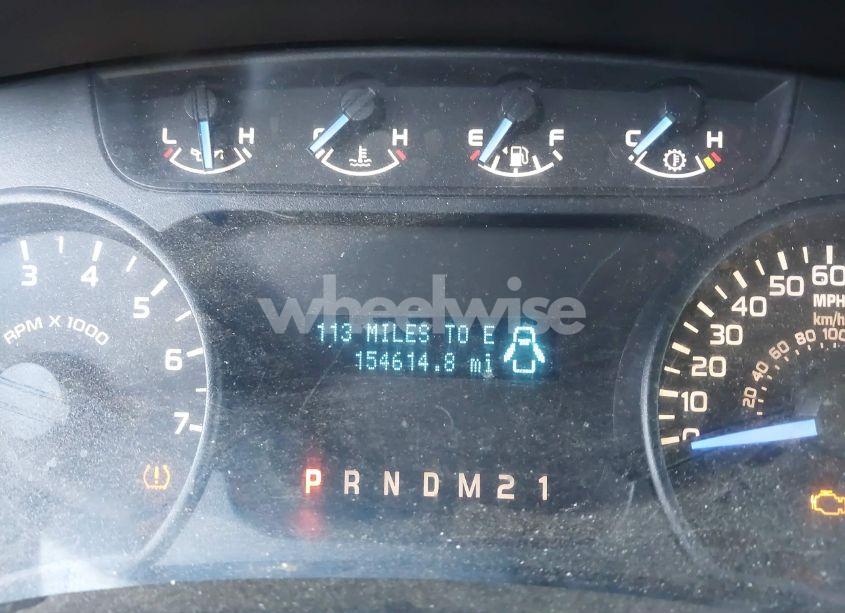 L H C H E F C H
3 4 5 6 7
RPM X 1000
wheelwise
113 MILES TO E
154614.8 mi
P R N D M 2 1
0 10 20 30 40 50 60
MPH
km/h
20 40 60 80 100